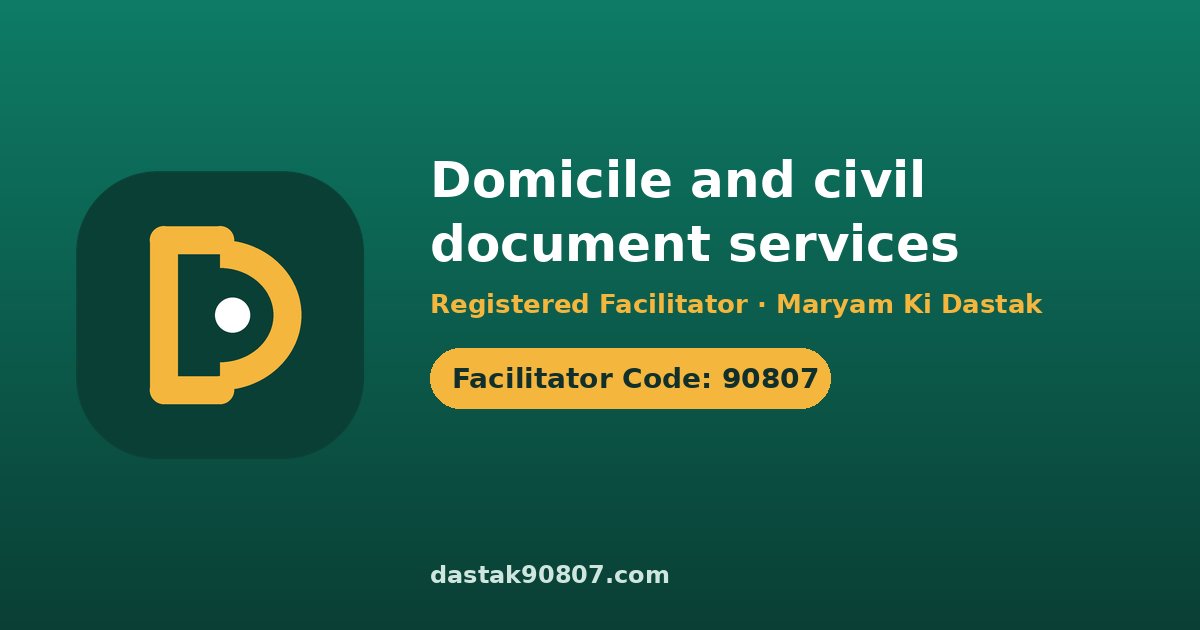 Domicile and civil
document services
Registered Facilitator · Maryam Ki Dastak
Facilitator Code: 90807
dastak90807.com